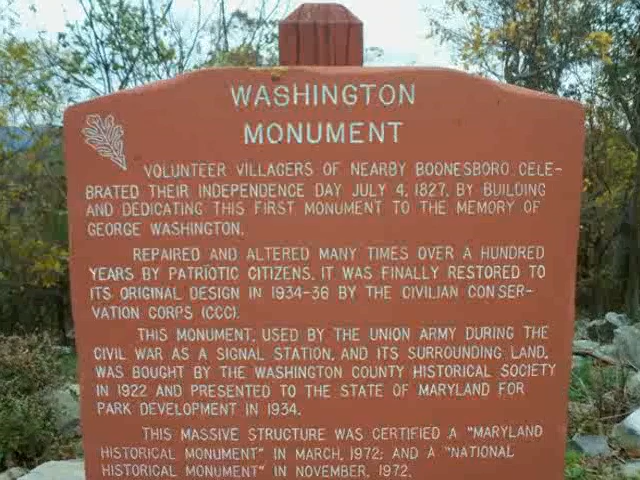 WASHINGTON
MONUMENT
VOLUNTEER VILLAGERS OF NEARBY BOONESBORO CELE-
BRATED THEIR INDEPENDENCE DAY JULY 4, 1827, BY BUILDING
AND DEDICATING THIS FIRST MONUMENT TO THE MEMORY OF
GEORGE WASHINGTON.
REPAIRED AND ALTERED MANY TIMES OVER A HUNDRED
YEARS BY PATRIOTIC CITIZENS, IT WAS FINALLY RESTORED TO
ITS ORIGINAL DESIGN IN 1934-36 BY THE CIVILIAN CONSER-
VATION CORPS (CCC).
THIS MONUMENT, USED BY THE UNION ARMY DURING THE
CIVIL WAR AS A SIGNAL STATION, AND ITS SURROUNDING LAND,
WAS BOUGHT BY THE WASHINGTON COUNTY HISTORICAL SOCIETY
IN 1922 AND PRESENTED TO THE STATE OF MARYLAND FOR
PARK DEVELOPMENT IN 1934.
THIS MASSIVE STRUCTURE WAS CERTIFIED A "MARYLAND
HISTORICAL MONUMENT" IN MARCH, 1972; AND A "NATIONAL
HISTORICAL MONUMENT" IN NOVEMBER, 1972.